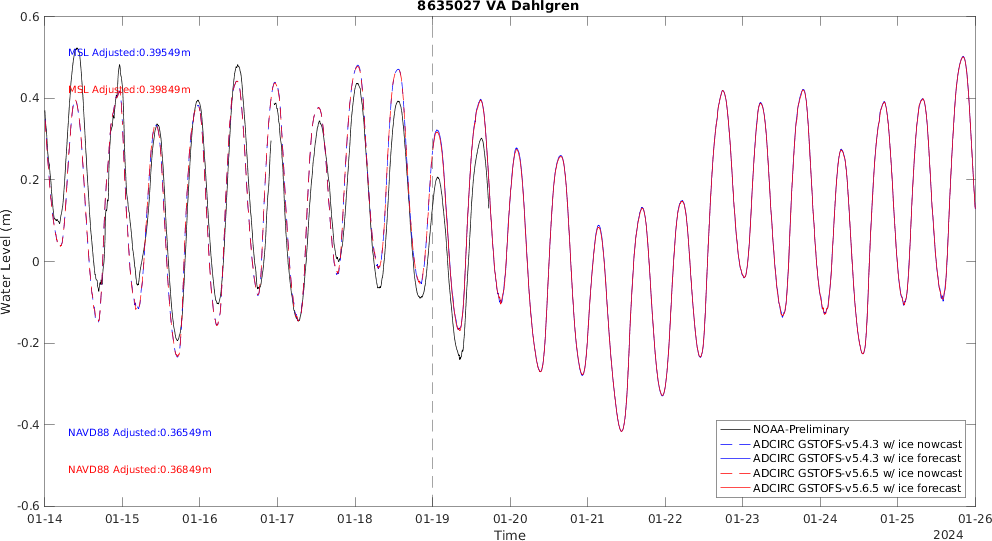 8635027 VA Dahlgren
0.6
0.4
0.2
0
-0.2
-0.4
-0.6
Water Level (m)
MSL Adjusted:0.39549m
MSL Adjusted:0.39849m
NAVD88 Adjusted:0.36549m
NAVD88 Adjusted:0.36849m
NOAA-Preliminary
ADCIRC GSTOFS-v5.4.3 w/ ice nowcast
ADCIRC GSTOFS-v5.4.3 w/ ice forecast
ADCIRC GSTOFS-v5.6.5 w/ ice nowcast
ADCIRC GSTOFS-v5.6.5 w/ ice forecast
01-14 01-15 01-16 01-17 01-18 01-19 01-20 01-21 01-22 01-23 01-24 01-25 01-26
Time
2024